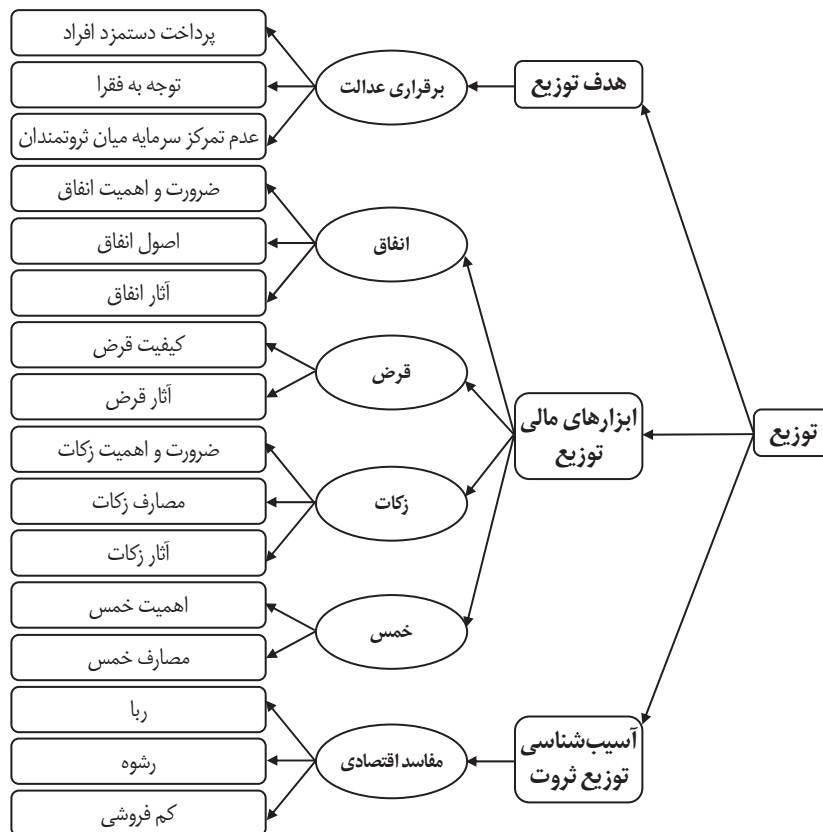 توزیع
هدف توزیع
برقراری عدالت
پرداخت دستمزد افراد
توجه به فقرا
عدم تمرکز سرمایه میان ثروتمندان
ابزارهای مالی
توزیع
انفاق
ضرورت و اهمیت انفاق
اصول انفاق
آثار انفاق
قرض
کیفیت قرض
آثار قرض
زکات
ضرورت و اهمیت زکات
مصارف زکات
آثار زکات
خمس
اهمیت خمس
مصارف خمس
آسیب‌شناسی
توزیع ثروت
مفاسد اقتصادی
ربا
رشوه
کم فروشی